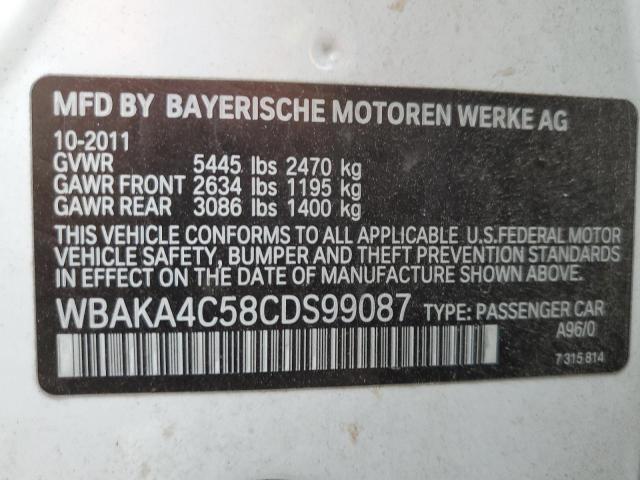 MFD BY BAYERISCHE MOTOREN WERKE AG
10-2011
GVWR 5445 lbs 2470 kg
GAWR FRONT 2634 lbs 1195 kg
GAWR REAR 3086 lbs 1400 kg
THIS VEHICLE CONFORMS TO ALL APPLICABLE U.S.FEDERAL MOTOR
VEHICLE SAFETY, BUMPER AND THEFT PREVENTION STANDARDS
IN EFFECT ON THE DATE OF MANUFACTURE SHOWN ABOVE.
WBAKA4C58CDS99087 TYPE: PASSENGER CAR
A96/0
7 315 814